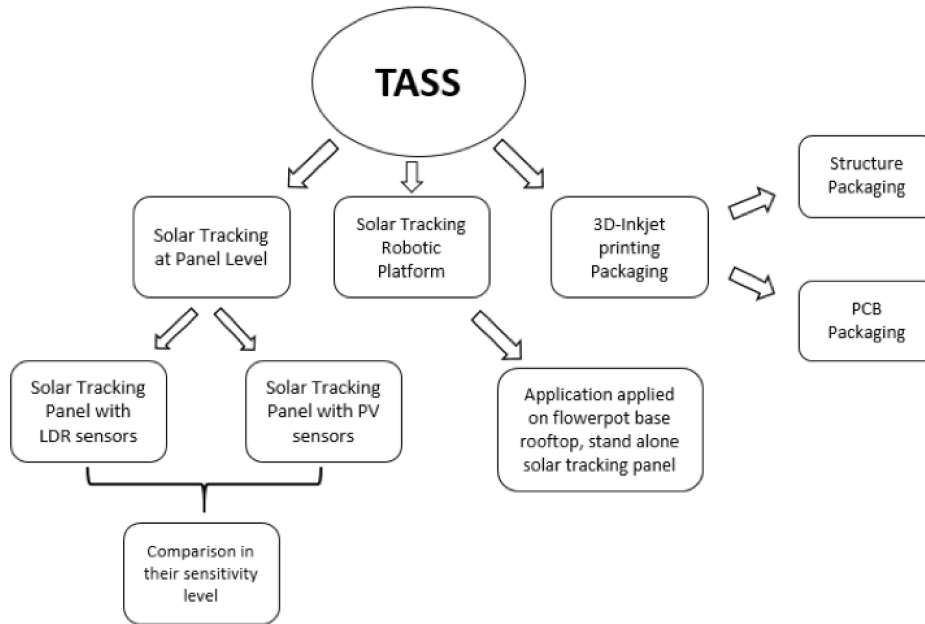 TASS
Solar Tracking
at Panel Level
Solar Tracking
Robotic
Platform
3D-Inkjet
printing
Packaging
Structure
Packaging
PCB
Packaging
Solar Tracking
Panel with
LDR sensors
Solar Tracking
Panel with PV
sensors
Application applied
on flowerpot base
rooftop, stand alone
solar tracking panel
Comparison in
their sensitivity
level